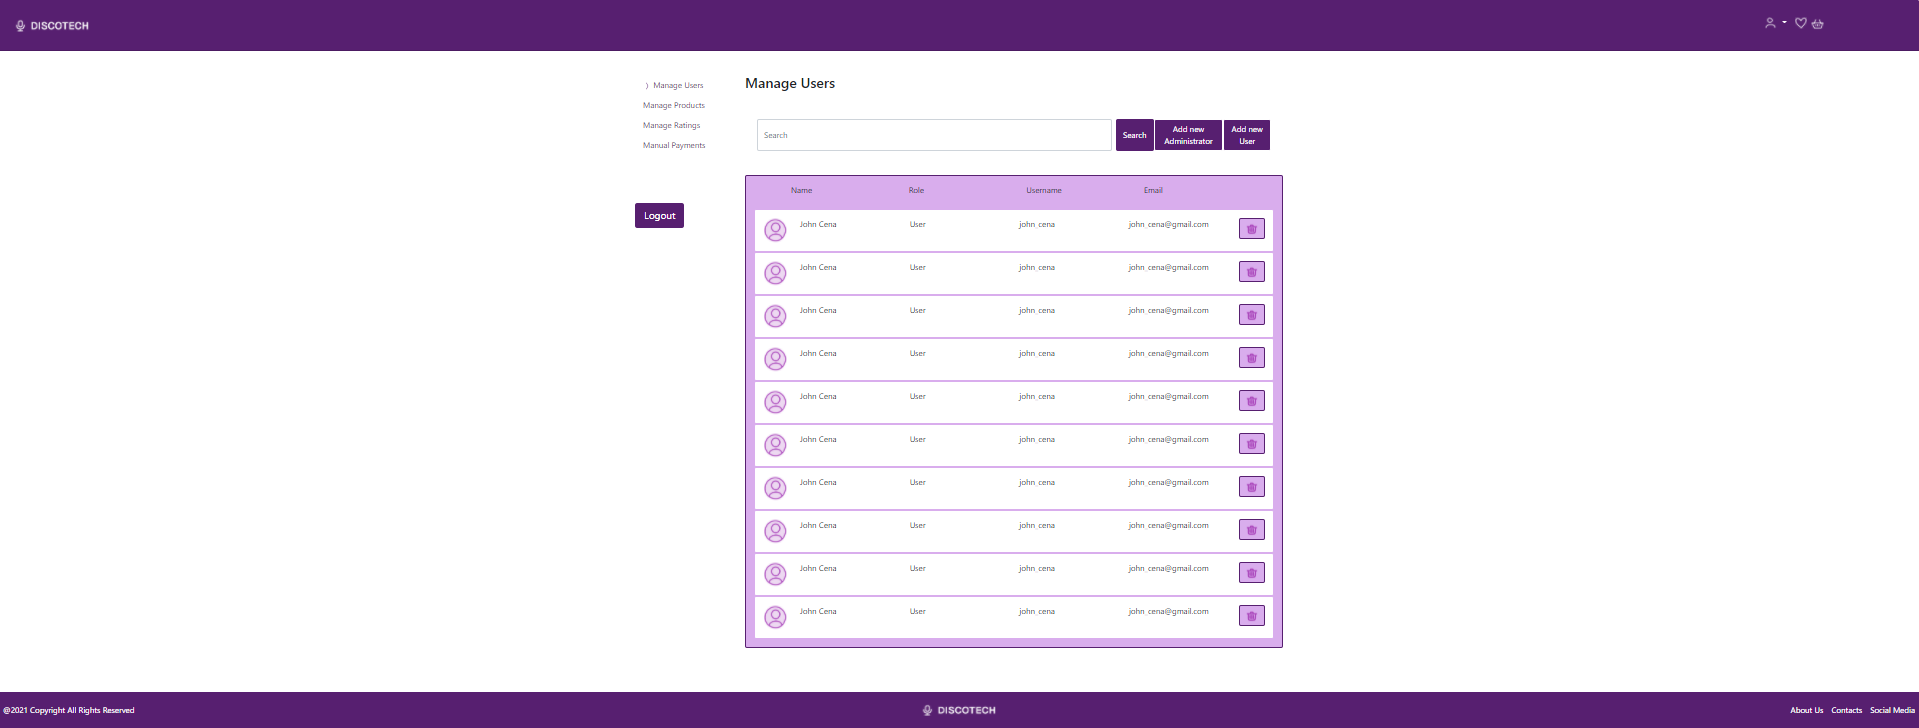 DISCOTECH
〉 Manage Users
Manage Products
Manage Ratings
Manual Payments
Logout
Manage Users
Search
Search
Add new
Administrator
Add new
User
Name Role Username Email
John Cena User john_cena john_cena@gmail.com
John Cena User john_cena john_cena@gmail.com
John Cena User john_cena john_cena@gmail.com
John Cena User john_cena john_cena@gmail.com
John Cena User john_cena john_cena@gmail.com
John Cena User john_cena john_cena@gmail.com
John Cena User john_cena john_cena@gmail.com
John Cena User john_cena john_cena@gmail.com
John Cena User john_cena john_cena@gmail.com
John Cena User john_cena john_cena@gmail.com
@2021 Copyright All Rights Reserved
DISCOTECH
About Us Contacts Social Media